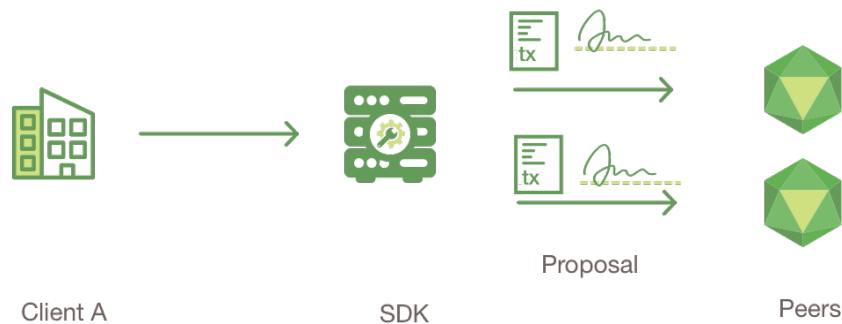 tx
tx
Proposal
Client A
SDK
Peers